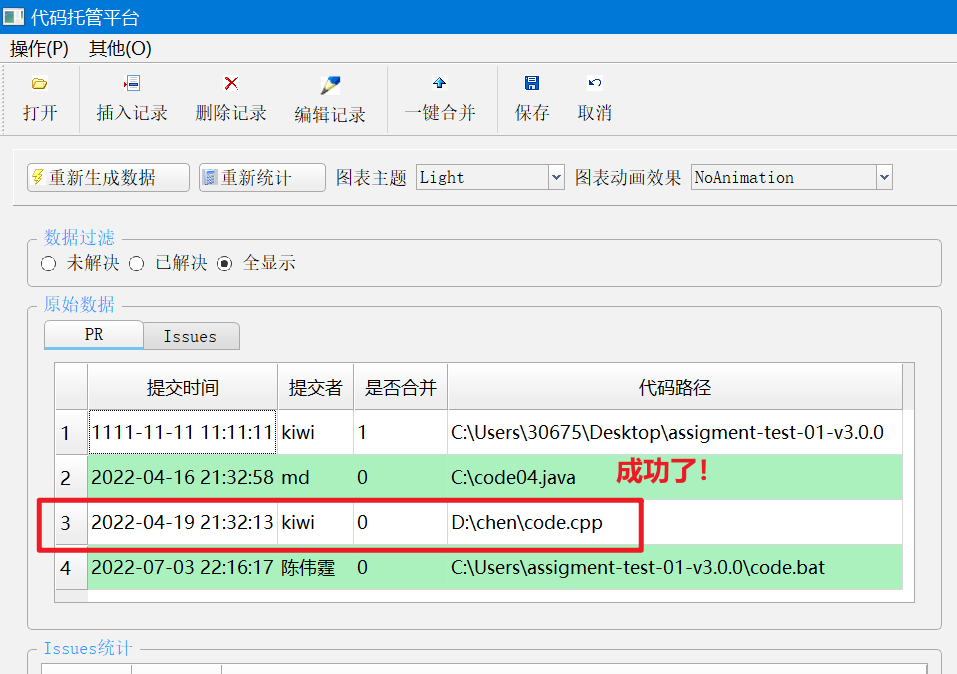 代码托管平台
操作(P) 其他(O)
打开 插入记录 删除记录 编辑记录 一键合并 保存 取消
重新生成数据 重新统计 图表主题 Light 图表动画效果 NoAnimation
数据过滤
未解决 已解决 全显示
原始数据
PR Issues
提交时间 提交者 是否合并 代码路径
1 1111-11-11 11:11:11 kiwi 1 C:\Users\30675\Desktop\assigment-test-01-v3.0.0
2 2022-04-16 21:32:58 md 0 C:\code04.java 成功了！
3 2022-04-19 21:32:13 kiwi 0 D:\chen\code.cpp
4 2022-07-03 22:16:17 陈伟霆 0 C:\Users\assigment-test-01-v3.0.0\code.bat
Issues统计